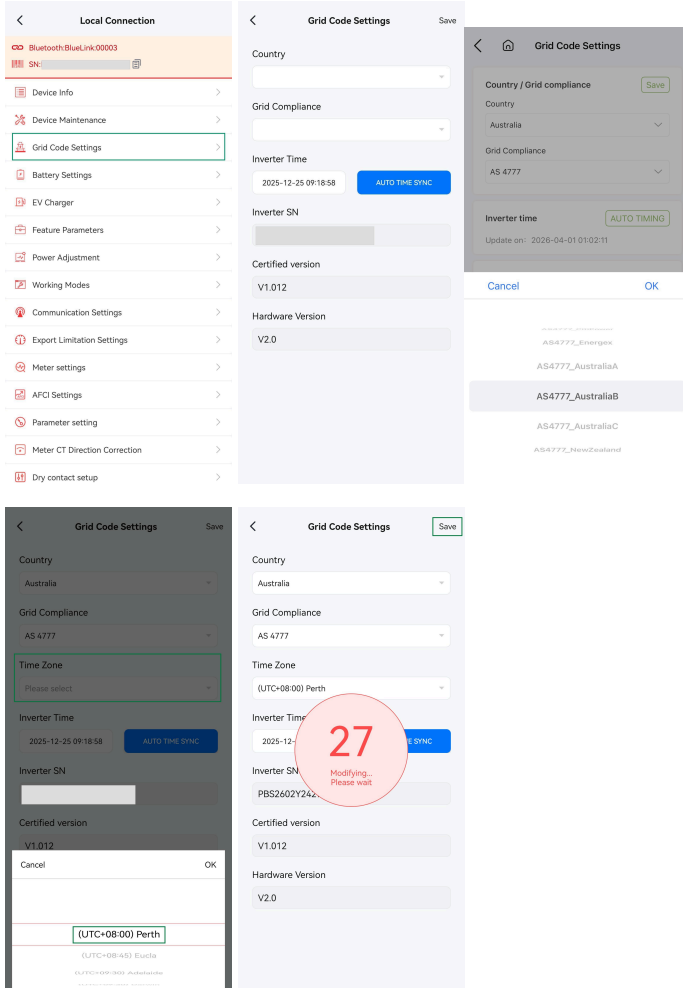 Local Connection
Bluetooth:BlueLink:00003
SN:
Device Info
Device Maintenance
Grid Code Settings
Battery Settings
EV Charger
Feature Parameters
Power Adjustment
Working Modes
Communication Settings
Export Limitation Settings
Meter settings
AFCI Settings
Parameter setting
Meter CT Direction Correction
Dry contact setup
Grid Code Settings
Save
Country
Grid Compliance
Inverter Time
2025-12-25 09:18:58
AUTO TIME SYNC
Inverter SN
Certified version
V1.012
Hardware Version
V2.0
Grid Code Settings
Country / Grid compliance
Save
Country
Australia
Grid Compliance
AS 4777
Inverter time
AUTO TIMING
Update on: 2026-04-01 01:02:11
Cancel
OK
AS4777_Energex
AS4777_AustraliaA
AS4777_AustraliaB
AS4777_AustraliaC
AS4777_NewZealand
Grid Code Settings
Save
Country
Australia
Grid Compliance
AS 4777
Time Zone
Please select
Inverter Time
2025-12-25 09:18:58
AUTO TIME SYNC
Inverter SN
Certified version
V1.012
Cancel
OK
(UTC+08:00) Perth
(UTC+08:45) Eucla
(UTC+09:30) Adelaide
Grid Code Settings
Save
Country
Australia
Grid Compliance
AS 4777
Time Zone
(UTC+08:00) Perth
Inverter Time
2025-12-
E SYNC
27
Modifying...
Please wait
Inverter SN
PBS2602Y242
Certified version
V1.012
Hardware Version
V2.0